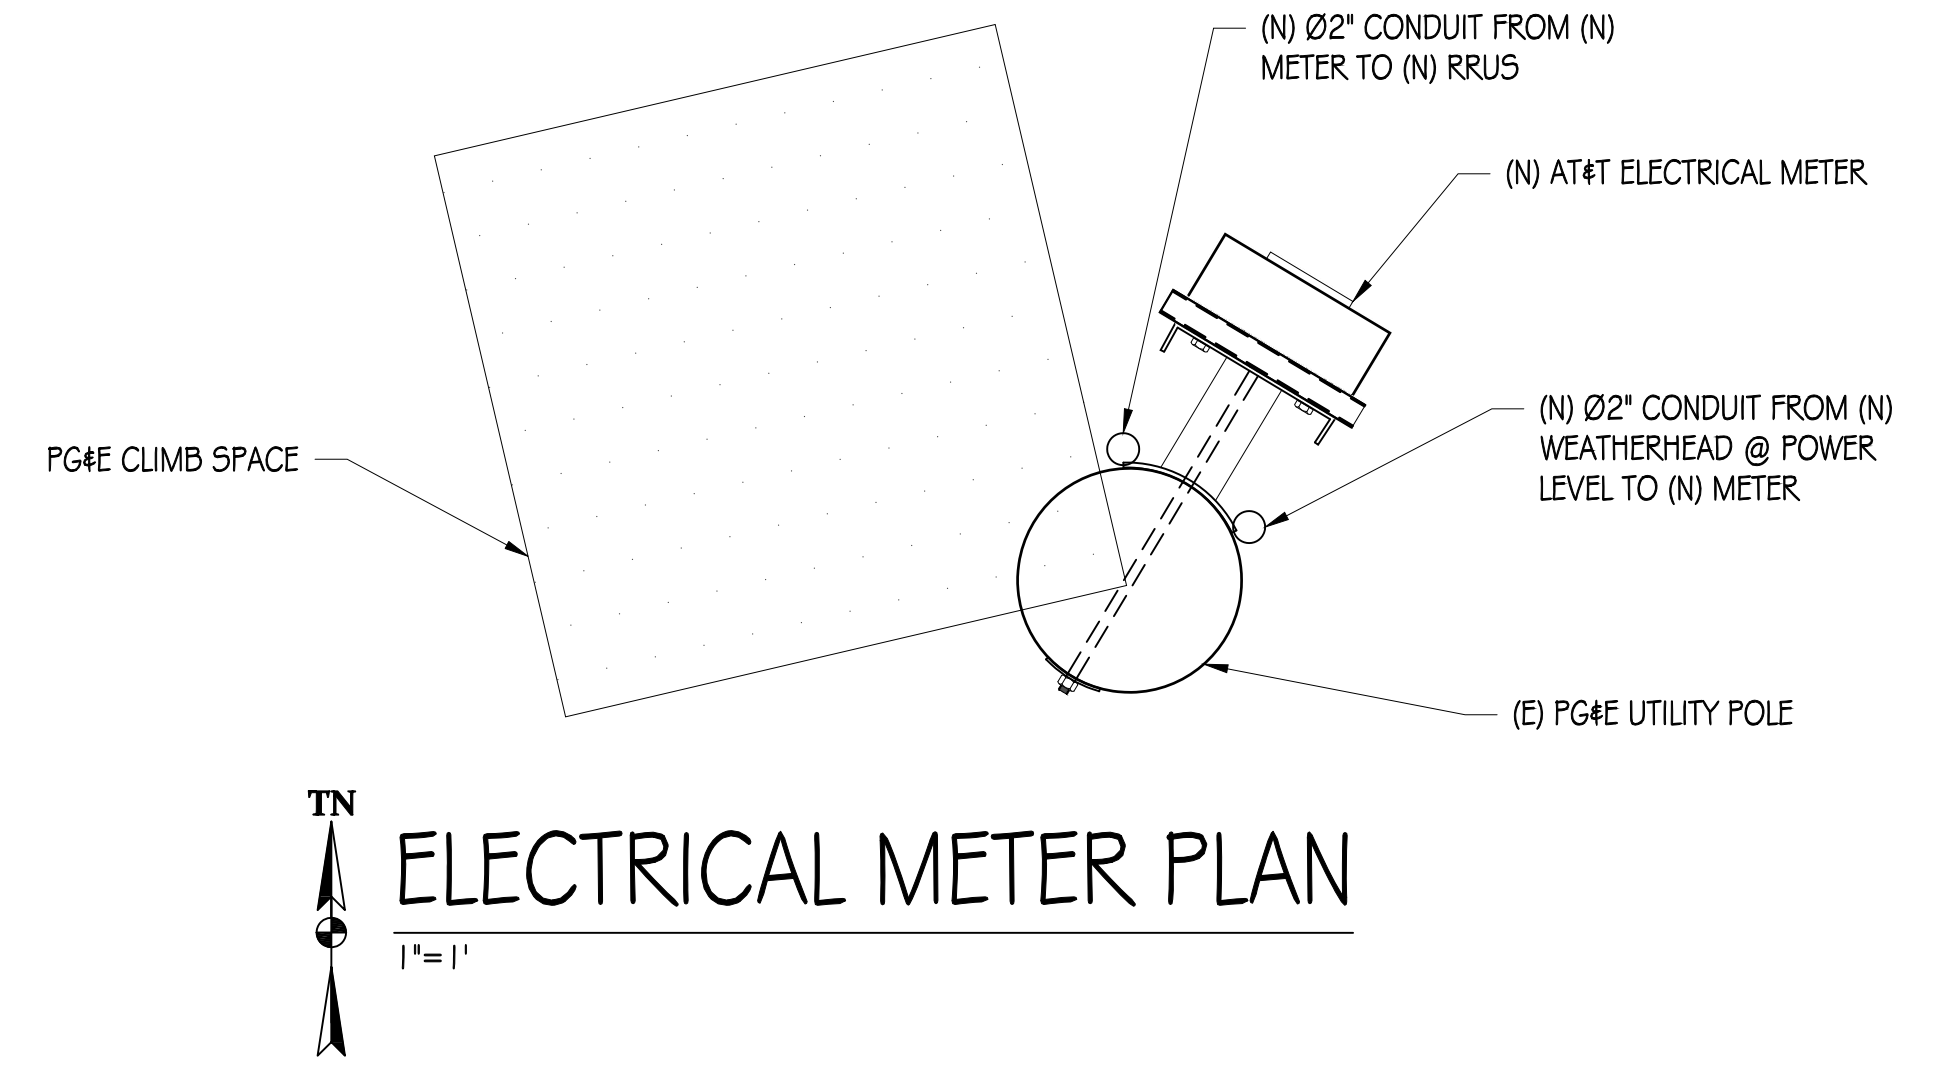 (N) Ø2" CONDUIT FROM (N)
METER TO (N) RRUS
(N) AT&T ELECTRICAL METER
(N) Ø2" CONDUIT FROM (N)
WEATHERHEAD @ POWER
LEVEL TO (N) METER
PG&E CLIMB SPACE
(E) PG&E UTILITY POLE
TN
ELECTRICAL METER PLAN
1"=1'